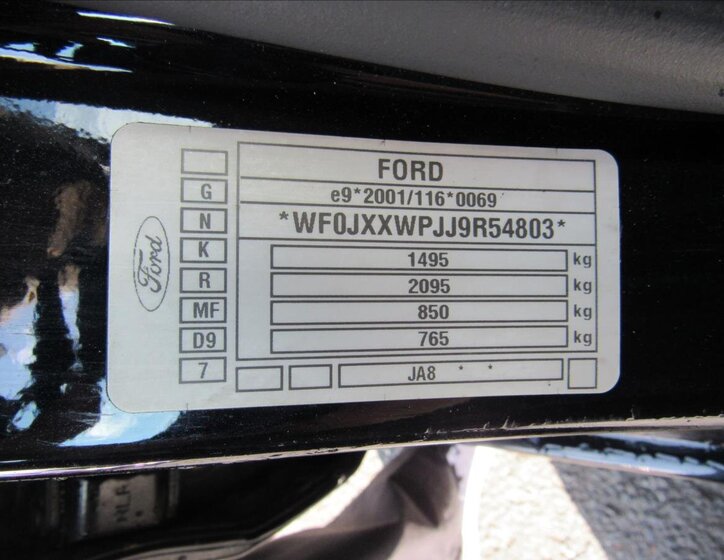 FORD
e9*2001/116*0069
*WF0JXXWPJJ9R54803*
1495 kg
2095 kg
850 kg
765 kg
JA8 * *
G
N
K
R
MF
D9
7
Ford